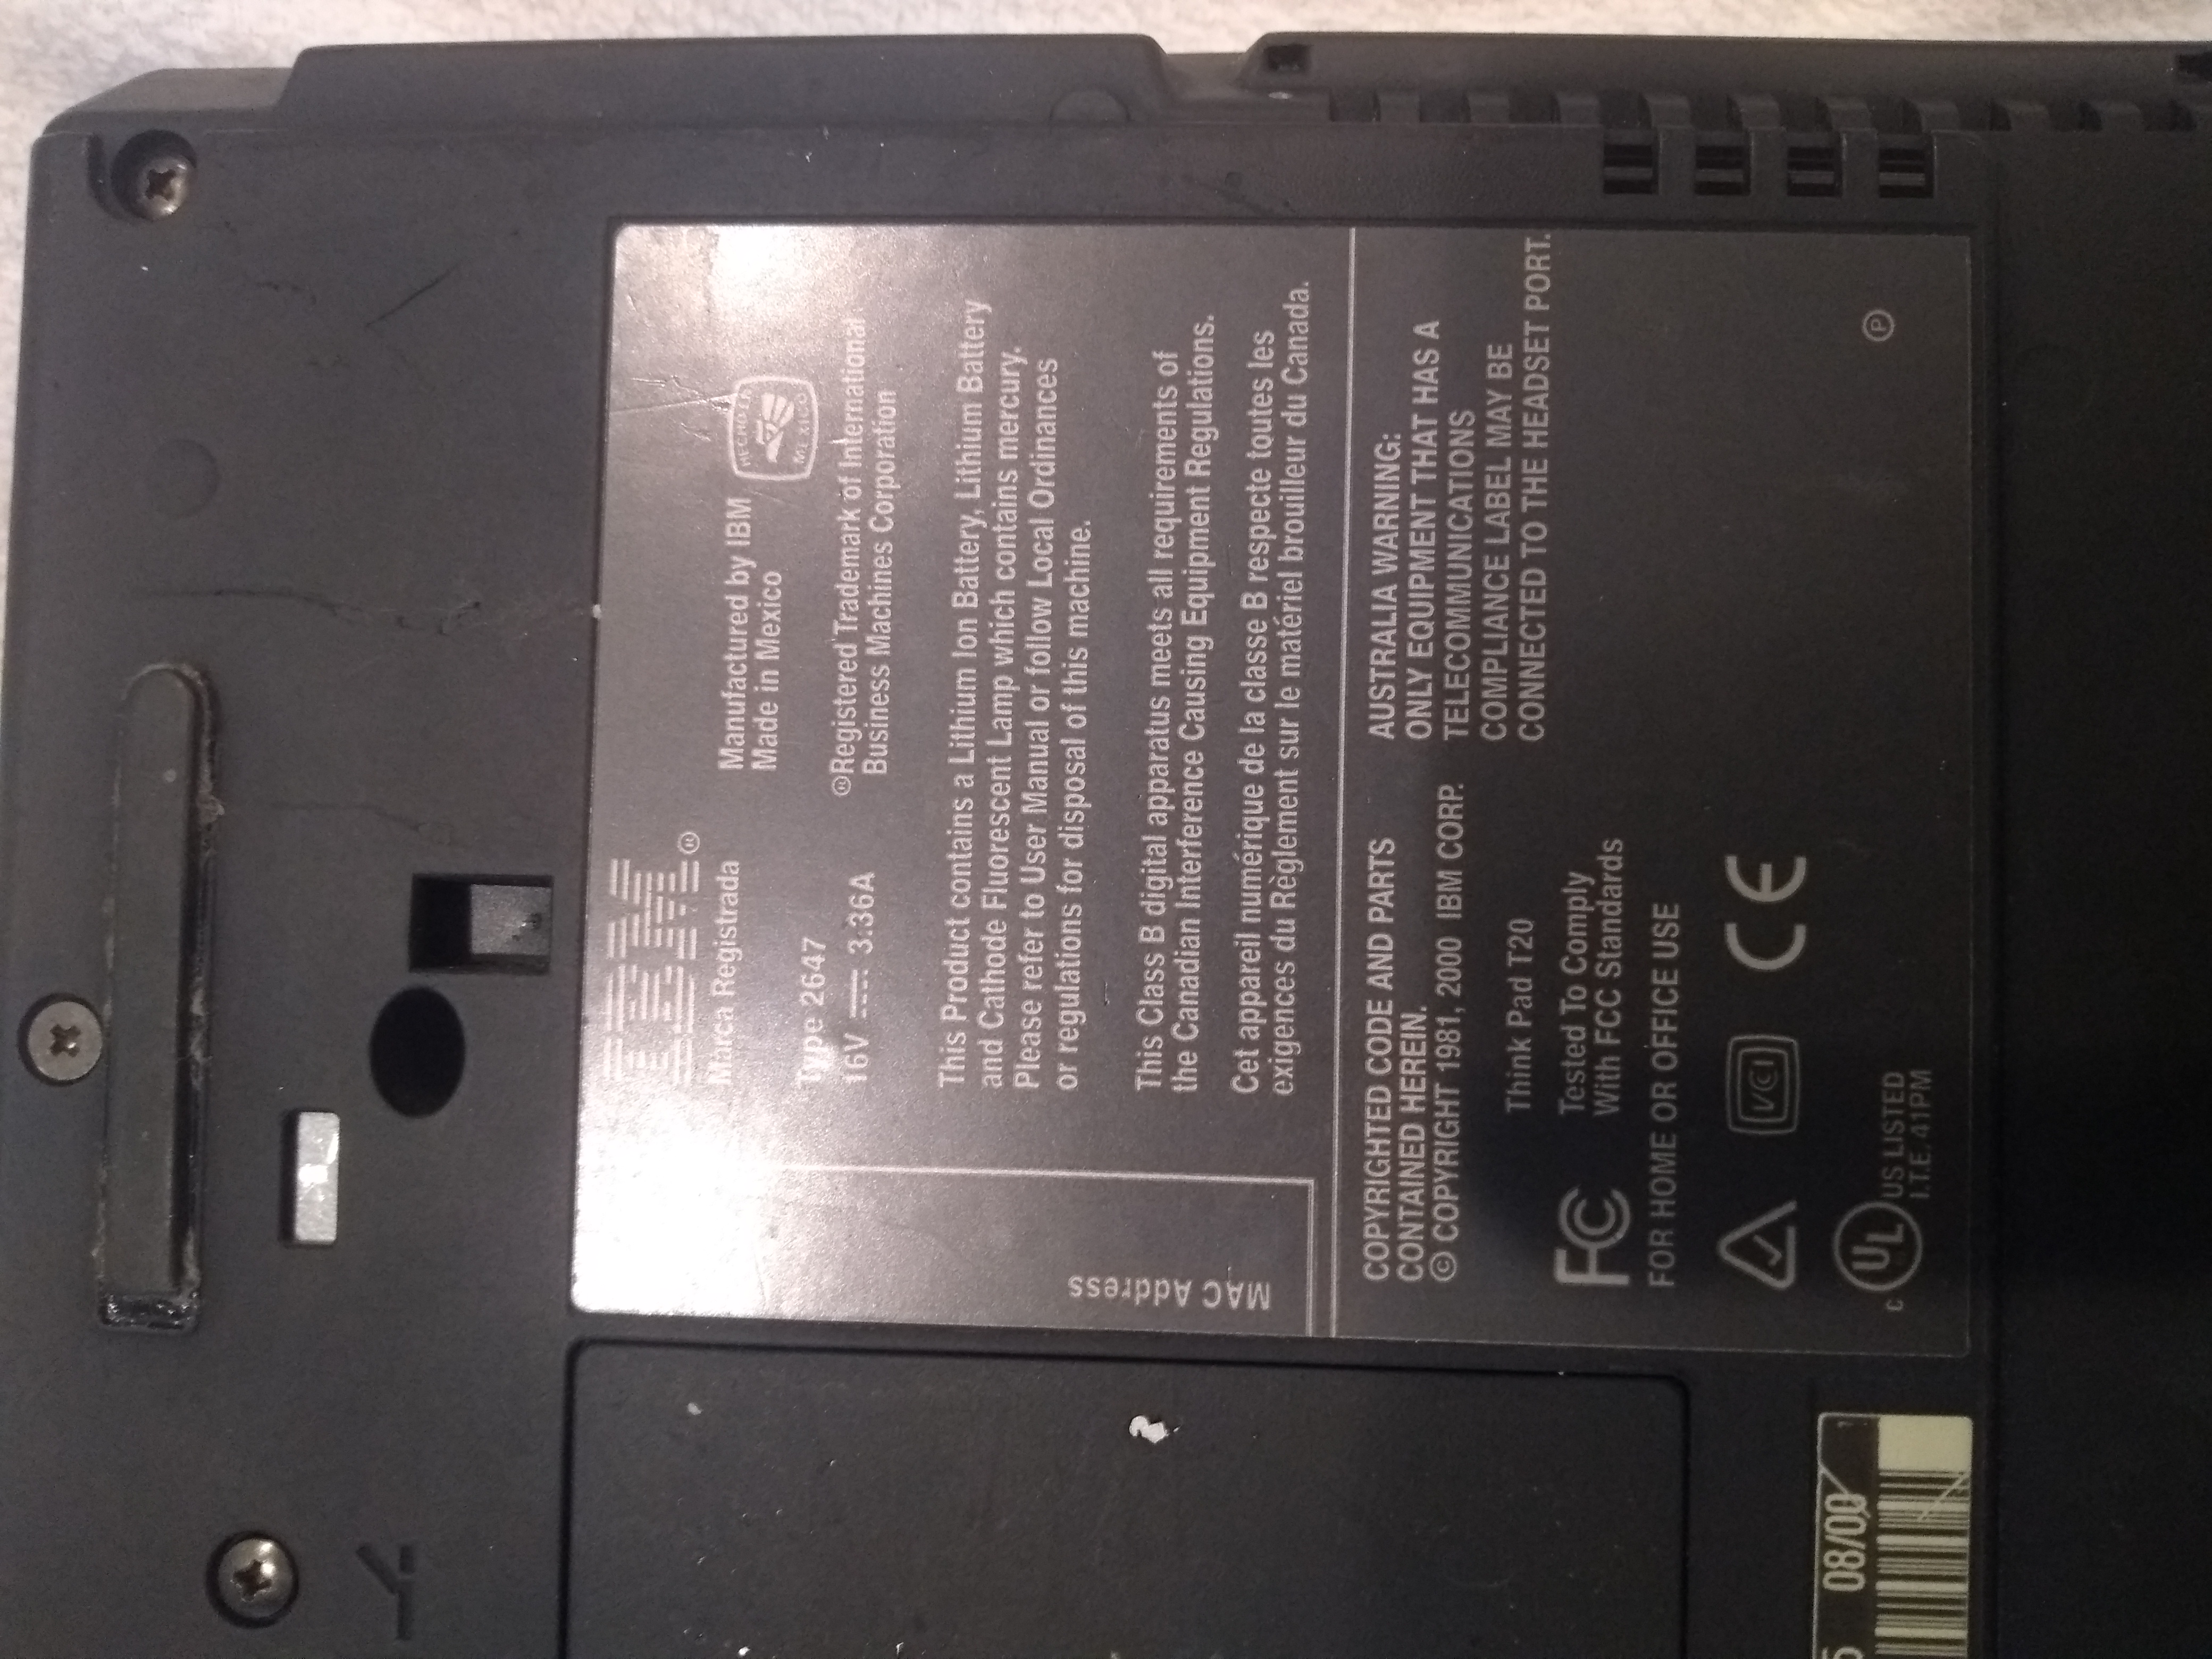 IBM®
Marca Registrada
Manufactured by IBM
Made in Mexico
HECHO EN
MEXICO
Type 2647
16V ⎓ 3.36A
®Registered Trademark of International
Business Machines Corporation
This Product contains a Lithium Ion Battery, Lithium Battery
and Cathode Fluorescent Lamp which contains mercury.
Please refer to User Manual or follow Local Ordinances
or regulations for disposal of this machine.
MAC Address
This Class B digital apparatus meets all requirements of
the Canadian Interference Causing Equipment Regulations.
Cet appareil numérique de la classe B respecte toutes les
exigences du Règlement sur le matériel brouilleur du Canada.
COPYRIGHTED CODE AND PARTS
CONTAINED HEREIN.
© COPYRIGHT 1981, 2000 IBM CORP.
AUSTRALIA WARNING:
ONLY EQUIPMENT THAT HAS A
TELECOMMUNICATIONS
COMPLIANCE LABEL MAY BE
CONNECTED TO THE HEADSET PORT.
Think Pad T20
FC
Tested To Comply
With FCC Standards
FOR HOME OR OFFICE USE
VCI
CE
08/00
c UL US LISTED
I.T.E. 41PM
Ⓟ